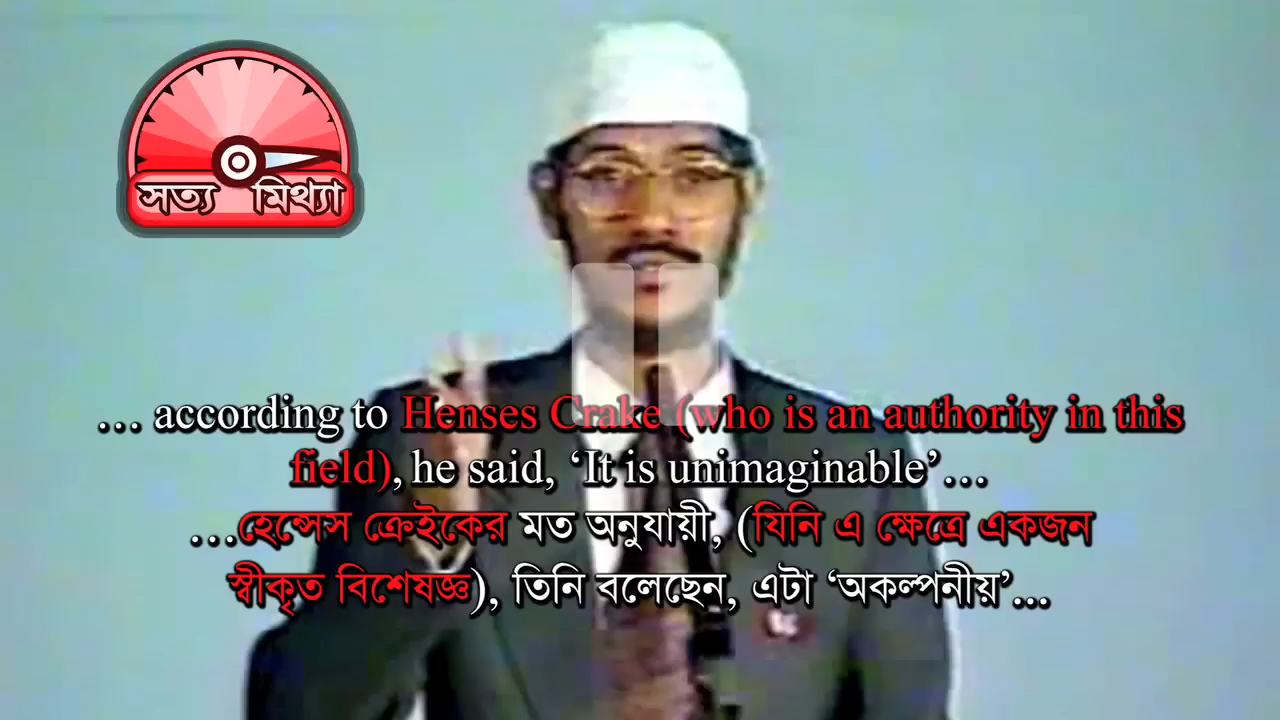 সত্য মিথ্যা
... according to Henses Crake (who is an authority in this
field), he said, ‘It is unimaginable’...
...হেন্সেস ক্রেইকের মত অনুযায়ী, (যিনি এ ক্ষেত্রে একজন
স্বীকৃত বিশেষজ্ঞ), তিনি বলেছেন, এটা ‘অকল্পনীয়’...